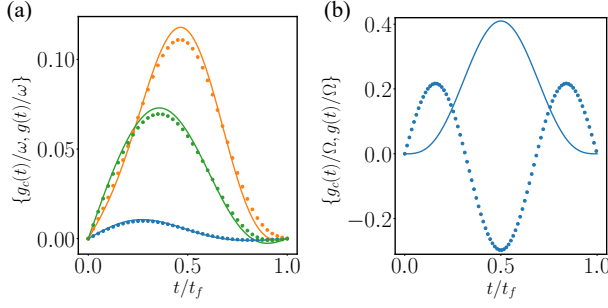 (a)
{g_c(t)/ω, g(t)/ω}
0.10
0.05
0.00
0.0
0.5
1.0
t/t_f
(b)
{g_c(t)/Ω, g(t)/Ω}
0.4
0.2
0.0
−0.2
0.0
0.5
1.0
t/t_f